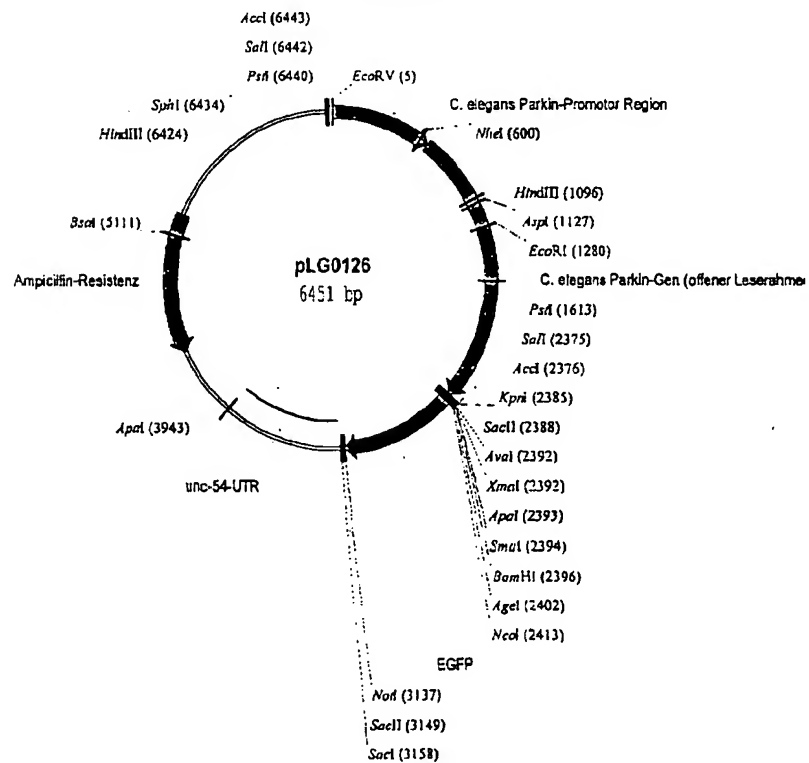 AccI (6443)
SalI (6442)
PstI (6440)
EcoRV (5)
SphI (6434)
HindIII (6424)
C. elegans Parkin-Promotor Region
NheI (600)
HindIII (1096)
AspI (1127)
EcoRI (1280)
BsaI (5111)
pLG0126
6451 bp
Ampicillin-Resistenz
C. elegans Parkin-Gen (offener Leserahme
PstI (1613)
SalI (2375)
AccI (2376)
KpnI (2385)
SacII (2388)
AvaI (2392)
XmaI (2392)
ApaI (2393)
SmaI (2394)
BamHI (2396)
AgeI (2402)
NcoI (2413)
ApaI (3943)
unc-54-UTR
EGFP
NotI (3137)
SacII (3149)
SacI (3158)